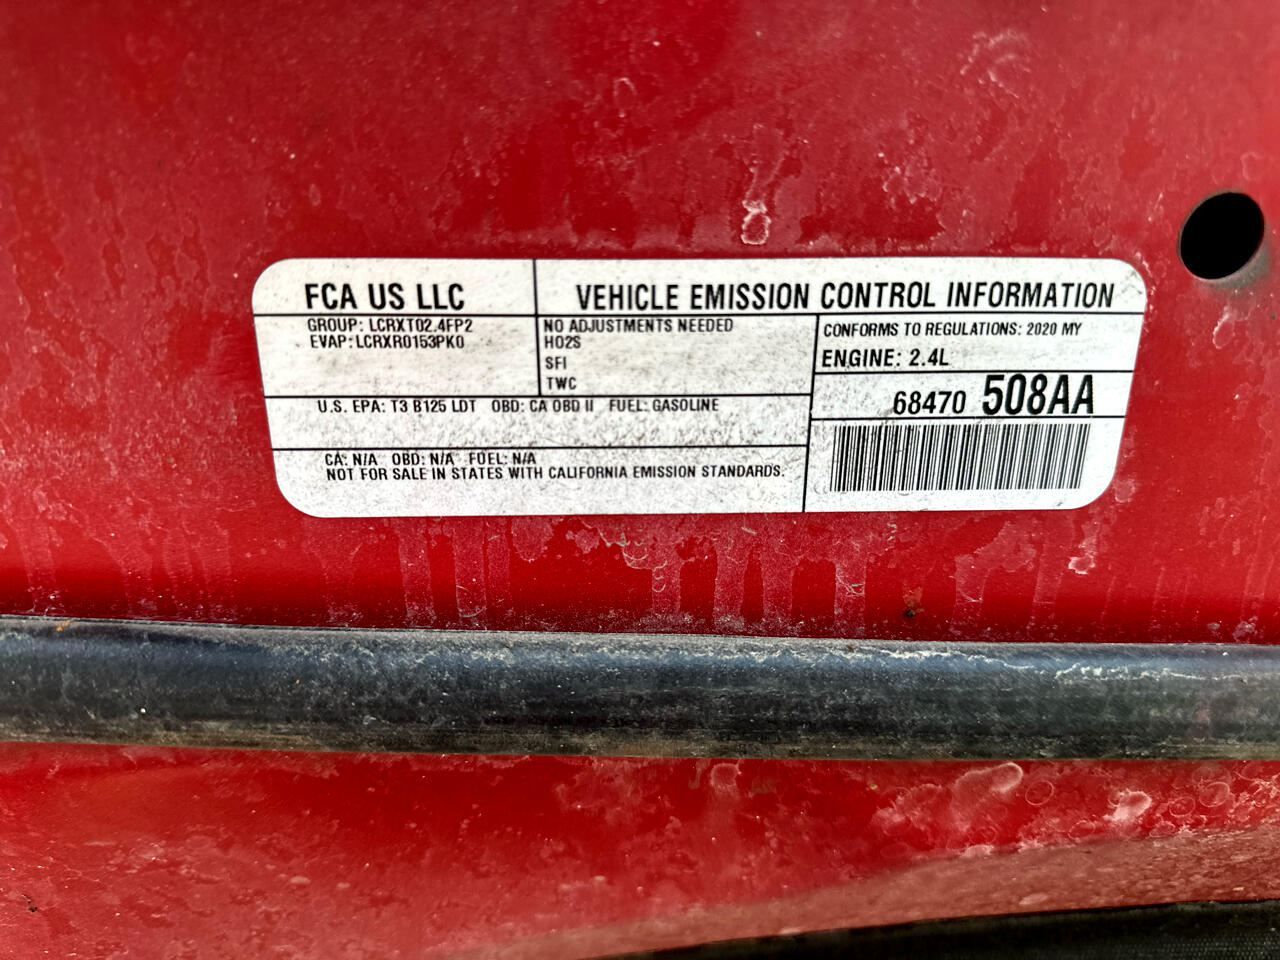 FCA US LLC
VEHICLE EMISSION CONTROL INFORMATION
GROUP: LCRXT02.4FP2
EVAP: LCRXR0153PK0
NO ADJUSTMENTS NEEDED
HO2S
SFI
TWC
CONFORMS TO REGULATIONS: 2020 MY
ENGINE: 2.4L
68470 508AA
U.S. EPA: T3 B125 LDT OBD: CA OBD II FUEL: GASOLINE
CA: N/A OBD: N/A FUEL: N/A
NOT FOR SALE IN STATES WITH CALIFORNIA EMISSION STANDARDS.